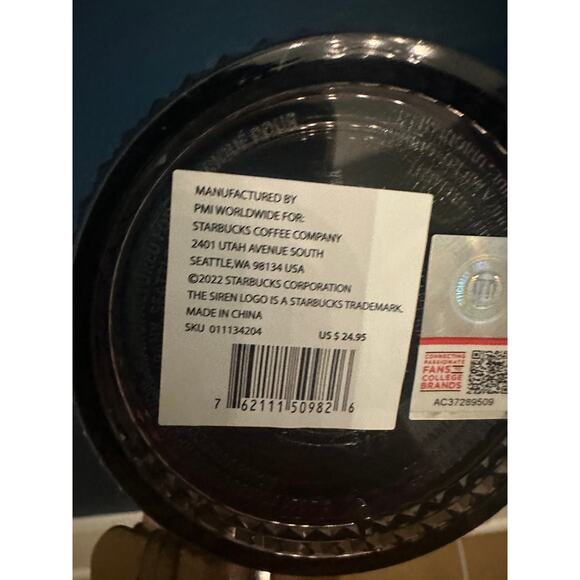 MANUFACTURED BY
PMI WORLDWIDE FOR:
STARBUCKS COFFEE COMPANY
2401 UTAH AVENUE SOUTH
SEATTLE,WA 98134 USA
©2022 STARBUCKS CORPORATION
THE SIREN LOGO IS A STARBUCKS TRADEMARK.
MADE IN CHINA
SKU 011134204 US $ 24.95
7 62111 50982 6
CONNECTING
PASSIONATE
FANS TO
COLLEGE
BRANDS
AC37289509